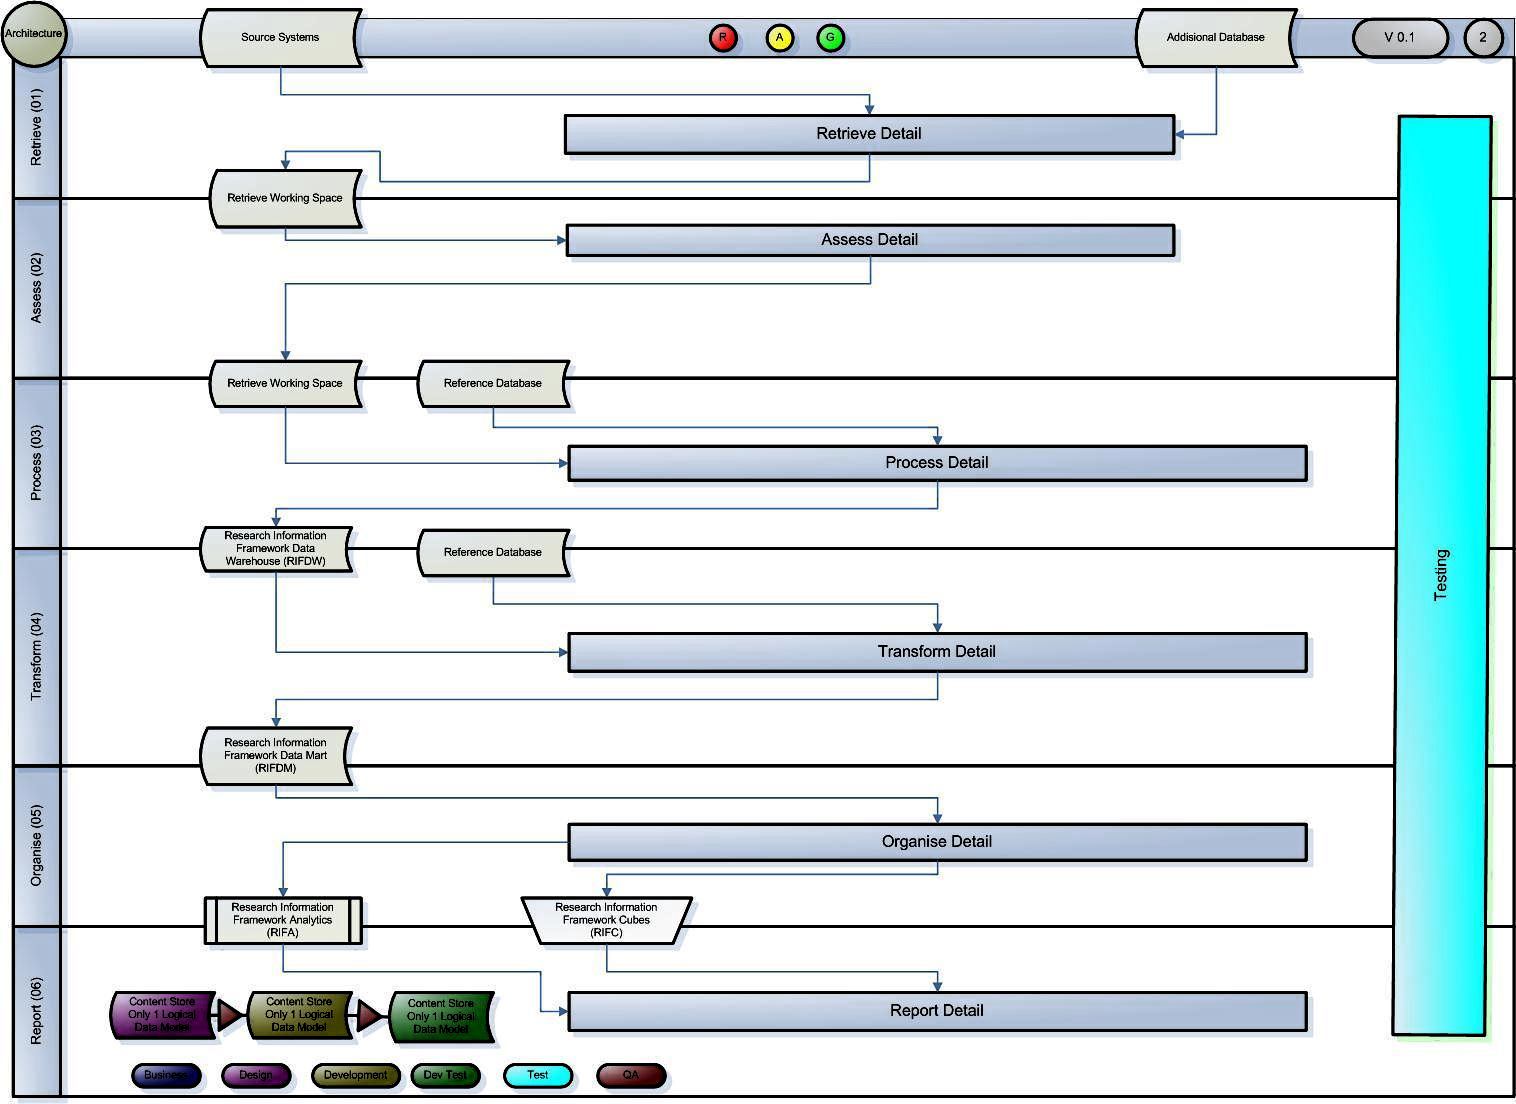 Architecture
Source Systems
R
A
G
Addisional Database
V 0.1
2
Retrieve (01)
Retrieve Detail
Retrieve Working Space
Assess (02)
Assess Detail
Retrieve Working Space
Reference Database
Process (03)
Process Detail
Research Information
Framework Data
Warehouse (RIFDW)
Reference Database
Testing
Transform (04)
Transform Detail
Research Information
Framework Data Mart
(RIFDM)
Organise (05)
Organise Detail
Research Information
Framework Analytics
(RIFA)
Research Information
Framework Cubes
(RIFC)
Report (06)
Content Store
Only 1 Logical
Data Model
Content Store
Only 1 Logical
Data Model
Content Store
Only 1 Logical
Data Model
Report Detail
Business
Design
Development
Dev Test
Test
QA